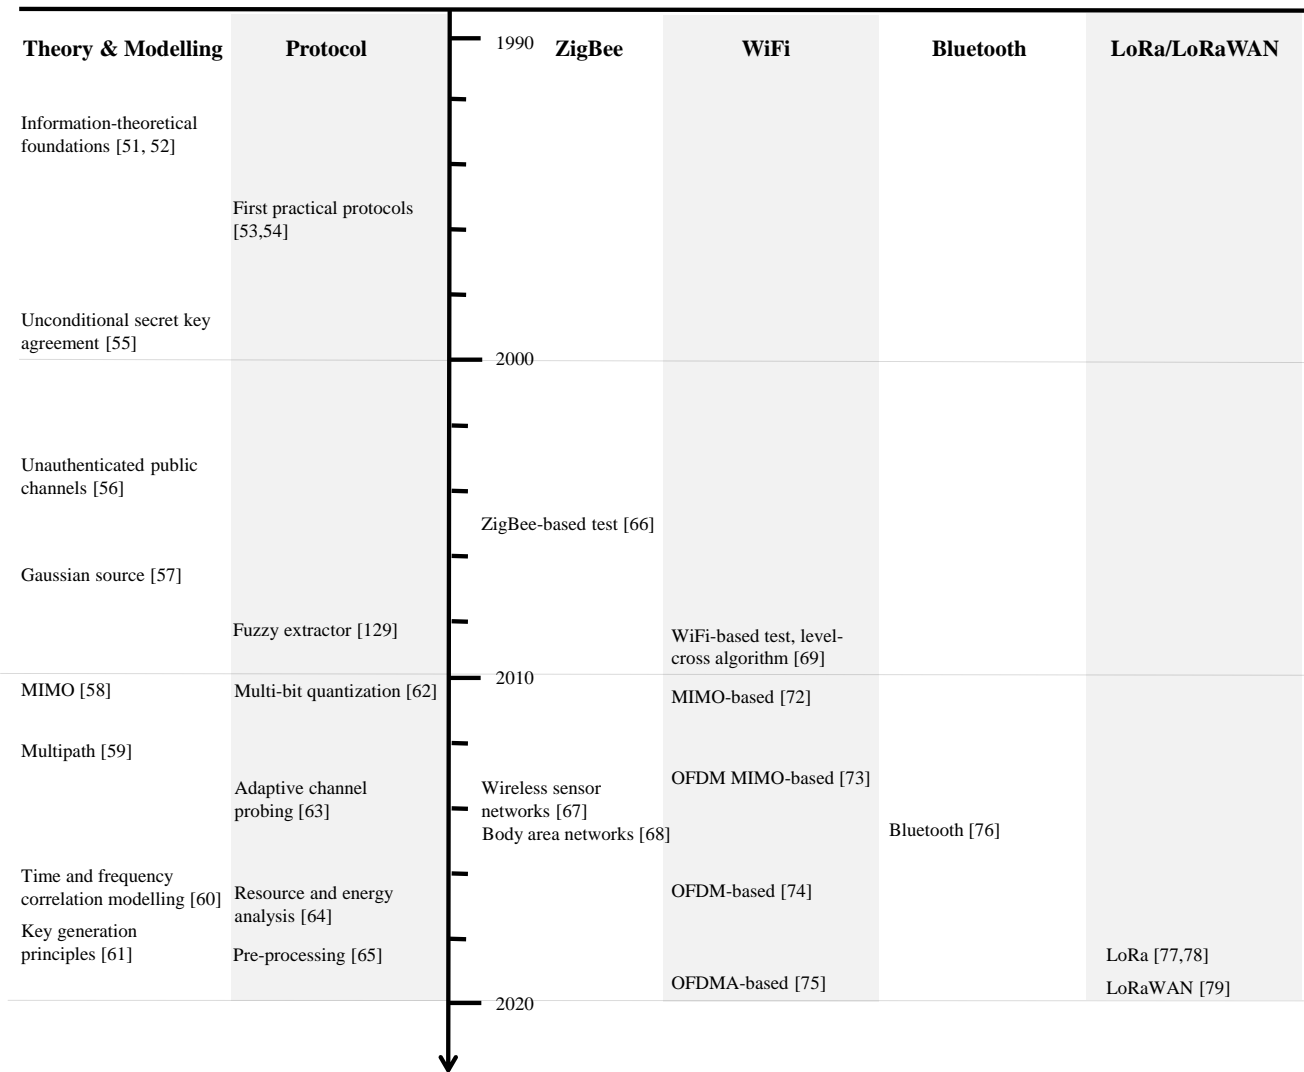 Theory & Modelling
Protocol
1990
ZigBee
WiFi
Bluetooth
LoRa/LoRaWAN
Information-theoretical
foundations [51, 52]
First practical protocols
[53,54]
Unconditional secret key
agreement [55]
2000
Unauthenticated public
channels [56]
ZigBee-based test [66]
Gaussian source [57]
Fuzzy extractor [129]
WiFi-based test, level-
cross algorithm [69]
2010
MIMO [58]
Multi-bit quantization [62]
MIMO-based [72]
Multipath [59]
Adaptive channel
probing [63]
Wireless sensor
networks [67]
Body area networks [68]
OFDM MIMO-based [73]
Bluetooth [76]
Time and frequency
correlation modelling [60]
Resource and energy
analysis [64]
OFDM-based [74]
Key generation
principles [61]
Pre-processing [65]
LoRa [77,78]
OFDMA-based [75]
LoRaWAN [79]
2020